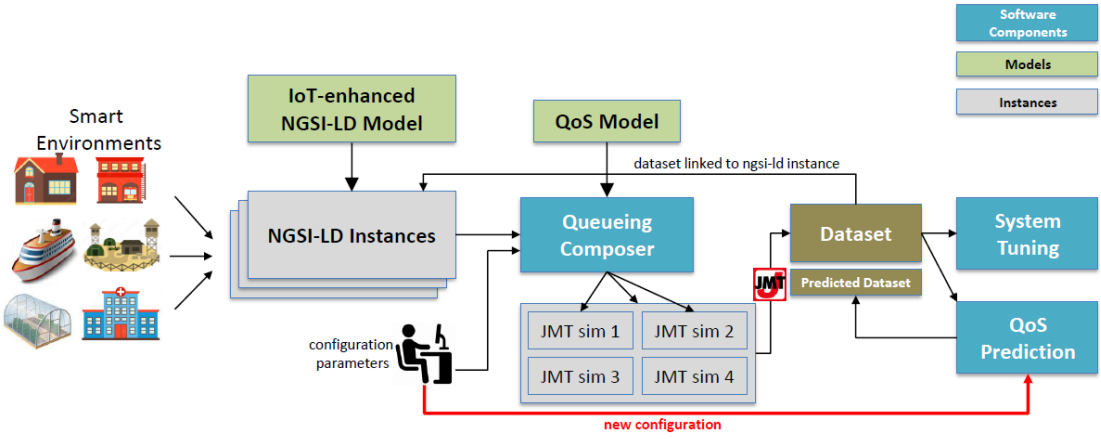 Software
Components
Models
Instances
IoT-enhanced
NGSI-LD Model
QoS Model
Smart
Environments
dataset linked to ngsi-ld instance
NGSI-LD Instances
Queueing
Composer
Dataset
System
Tuning
JMT
Predicted Dataset
configuration
parameters
JMT sim 1
JMT sim 2
JMT sim 3
JMT sim 4
QoS
Prediction
new configuration